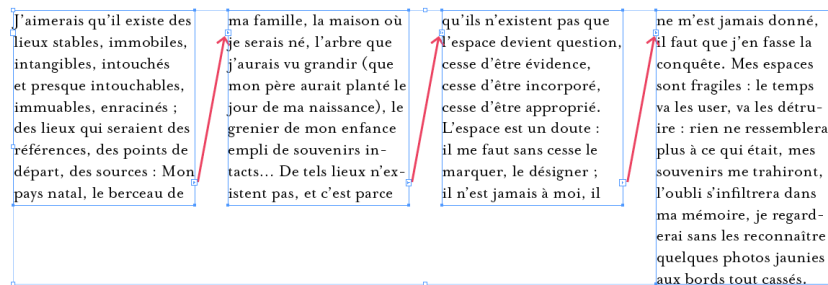 J’aimerais qu’il existe des
lieux stables, immobiles,
intangibles, intouchés
et presque intouchables,
immuables, enracinés ;
des lieux qui seraient des
références, des points de
départ, des sources : Mon
pays natal, le berceau de
ma famille, la maison où
je serais né, l’arbre que
j’aurais vu grandir (que
mon père aurait planté le
jour de ma naissance), le
grenier de mon enfance
empli de souvenirs in-
tacts... De tels lieux n’ex-
istent pas, et c’est parce
qu’ils n’existent pas que
l’espace devient question,
cesse d’être évidence,
cesse d’être incorporé,
cesse d’être approprié.
L’espace est un doute :
il me faut sans cesse le
marquer, le désigner ;
il n’est jamais à moi, il
ne m’est jamais donné,
il faut que j’en fasse la
conquête. Mes espaces
sont fragiles : le temps
va les user, va les détru-
ire : rien ne ressemblera
plus à ce qui était, mes
souvenirs me trahiront,
l’oubli s’infiltrera dans
ma mémoire, je regard-
erai sans les reconnaître
quelques photos jaunies
aux bords tout cassés.